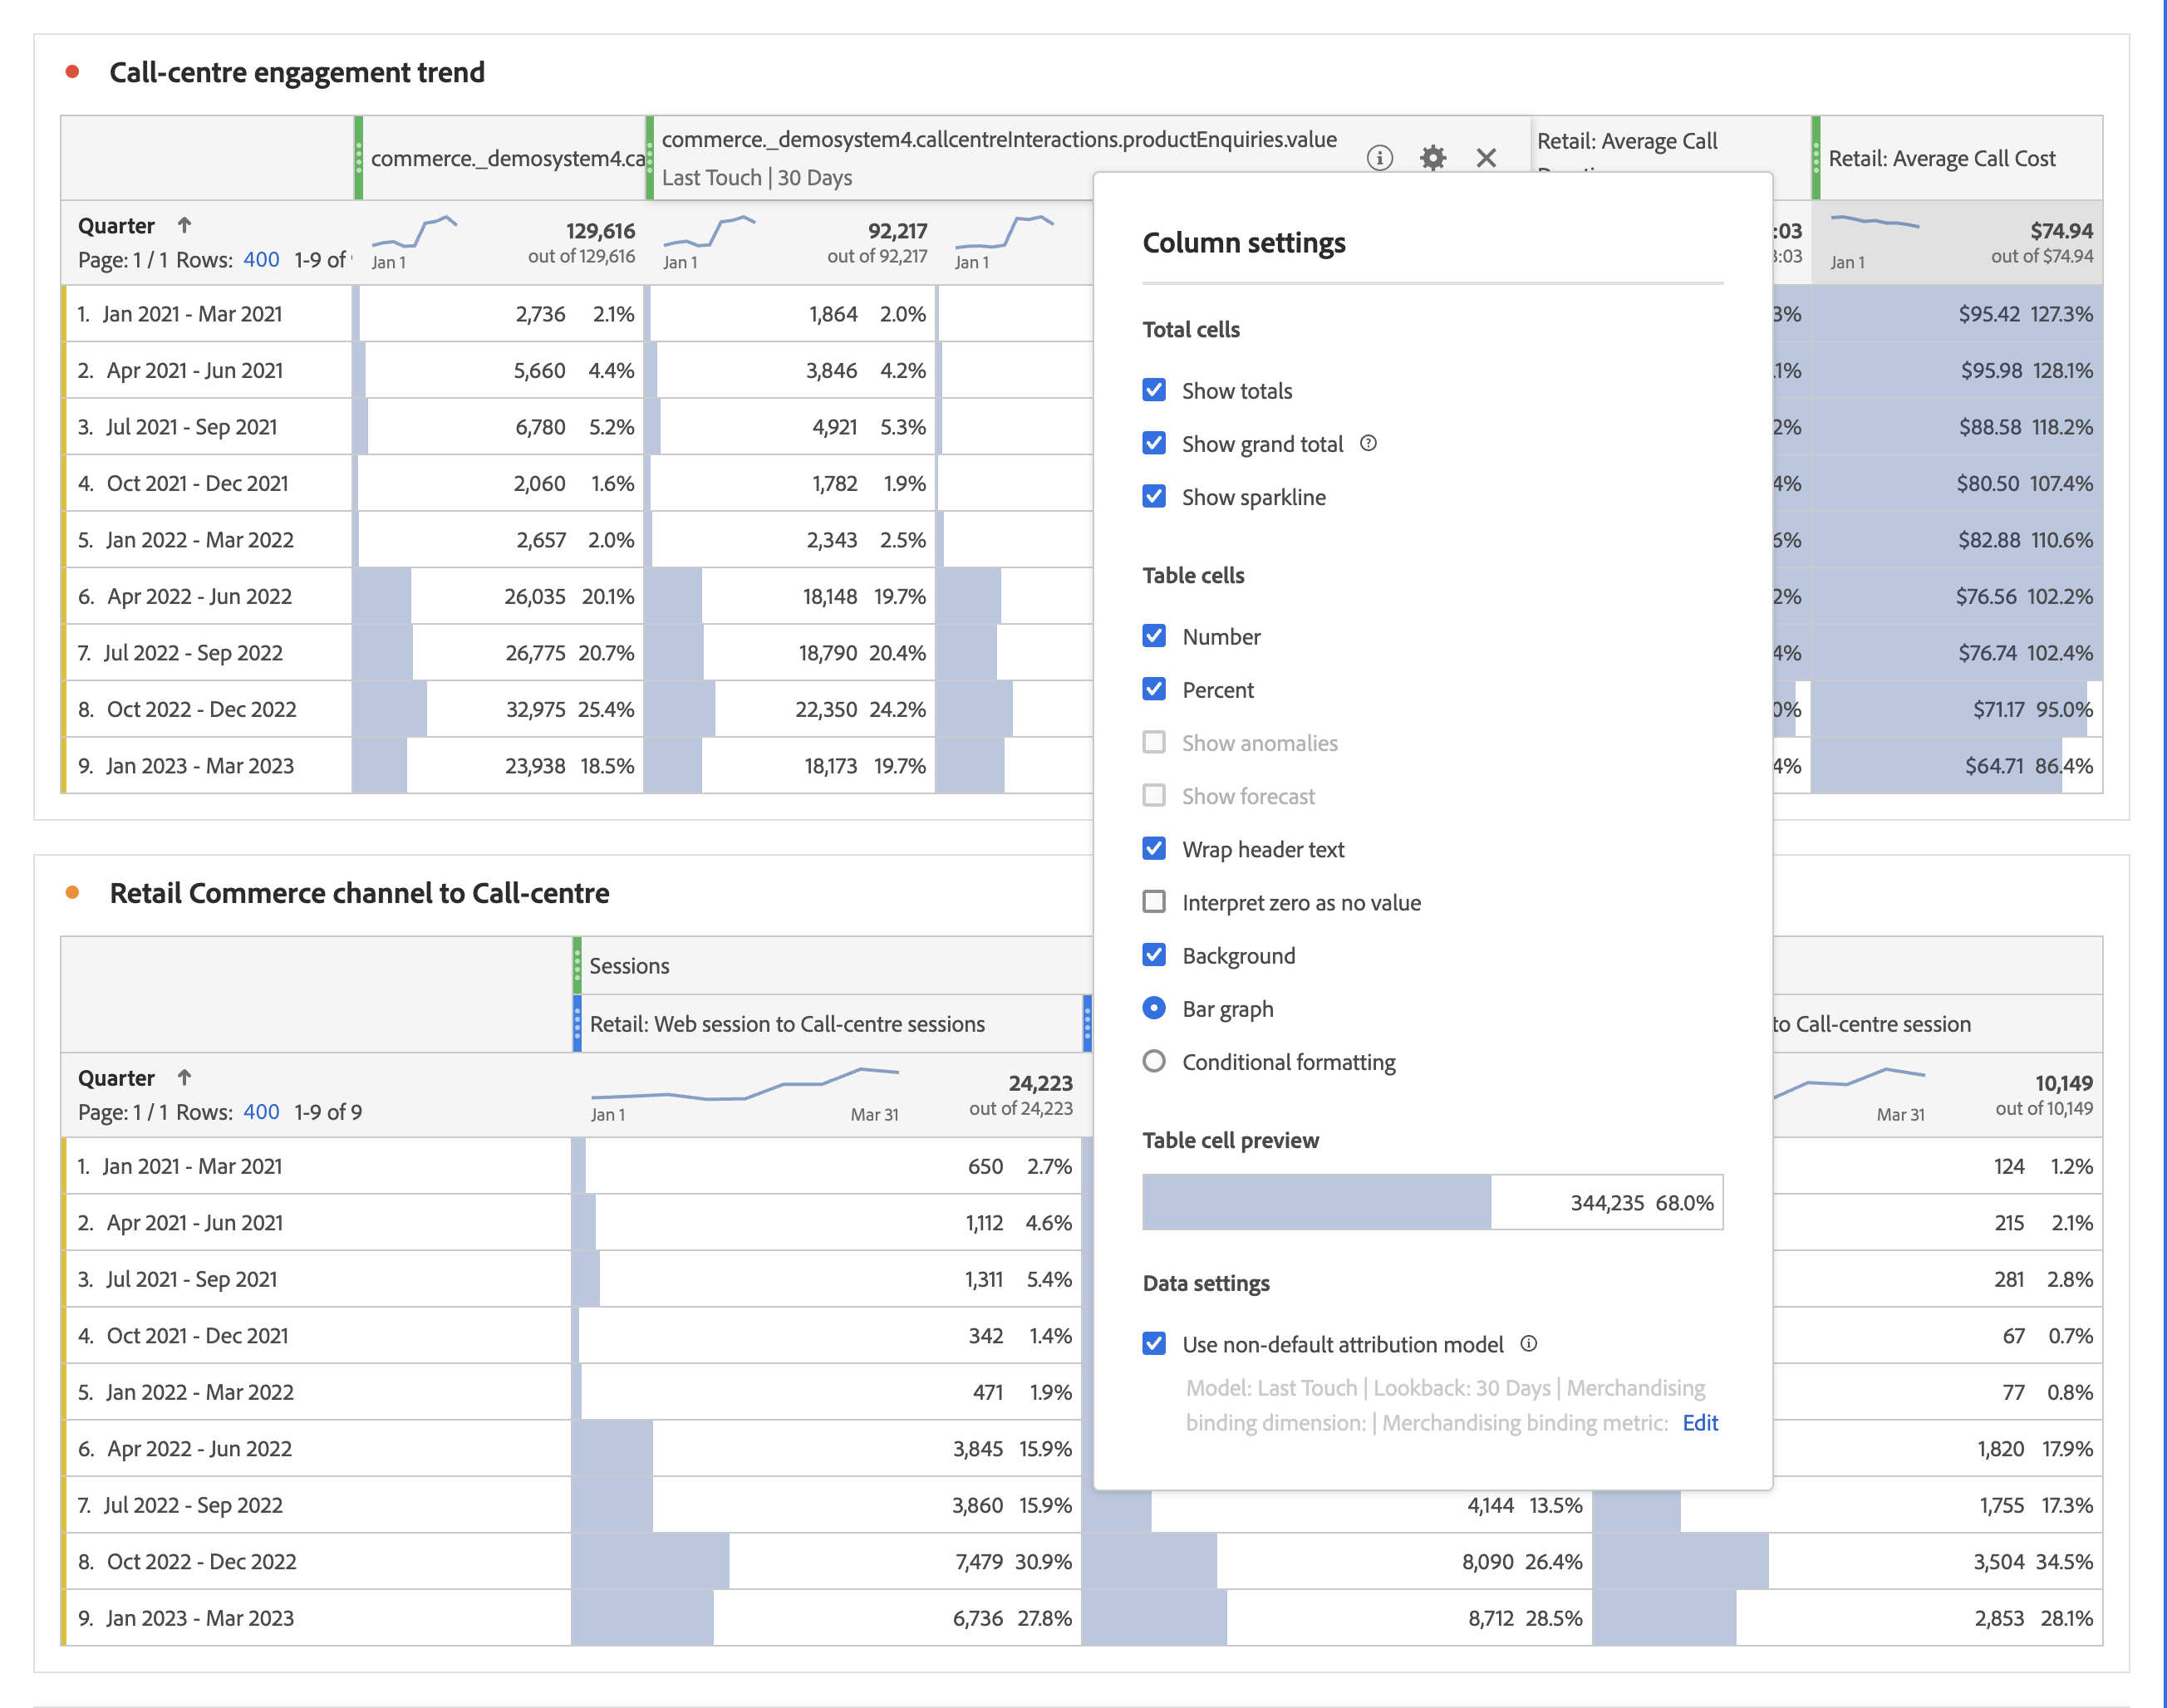 Call-centre engagement trend
commerce._demosystem4.ca
commerce._demosystem4.callcentreInteractions.productEnquiries.value
Last Touch | 30 Days
Retail: Average Call
Retail: Average Call Cost
Quarter ↑
Page: 1 / 1 Rows: 400 1-9 of
Jan 1
129,616
out of 129,616
Jan 1
92,217
out of 92,217
Jan 1
:03
:03
Jan 1
$74.94
out of $74.94
1. Jan 2021 - Mar 2021 2,736 2.1% 1,864 2.0% 3% $95.42 127.3%
2. Apr 2021 - Jun 2021 5,660 4.4% 3,846 4.2% .1% $95.98 128.1%
3. Jul 2021 - Sep 2021 6,780 5.2% 4,921 5.3% 2% $88.58 118.2%
4. Oct 2021 - Dec 2021 2,060 1.6% 1,782 1.9% 4% $80.50 107.4%
5. Jan 2022 - Mar 2022 2,657 2.0% 2,343 2.5% 6% $82.88 110.6%
6. Apr 2022 - Jun 2022 26,035 20.1% 18,148 19.7% 2% $76.56 102.2%
7. Jul 2022 - Sep 2022 26,775 20.7% 18,790 20.4% 4% $76.74 102.4%
8. Oct 2022 - Dec 2022 32,975 25.4% 22,350 24.2% 0% $71.17 95.0%
9. Jan 2023 - Mar 2023 23,938 18.5% 18,173 19.7% 4% $64.71 86.4%
Column settings
Total cells
Show totals
Show grand total
Show sparkline
Table cells
Number
Percent
Show anomalies
Show forecast
Wrap header text
Interpret zero as no value
Background
Bar graph
Conditional formatting
Table cell preview
344,235 68.0%
Data settings
Use non-default attribution model
Model: Last Touch | Lookback: 30 Days | Merchandising
binding dimension: | Merchandising binding metric: Edit
Retail Commerce channel to Call-centre
Sessions
Retail: Web session to Call-centre sessions
to Call-centre session
Quarter ↑
Page: 1 / 1 Rows: 400 1-9 of 9
Jan 1
Mar 31
24,223
out of 24,223
Mar 31
10,149
out of 10,149
1. Jan 2021 - Mar 2021 650 2.7% 124 1.2%
2. Apr 2021 - Jun 2021 1,112 4.6% 215 2.1%
3. Jul 2021 - Sep 2021 1,311 5.4% 281 2.8%
4. Oct 2021 - Dec 2021 342 1.4% 67 0.7%
5. Jan 2022 - Mar 2022 471 1.9% 77 0.8%
6. Apr 2022 - Jun 2022 3,845 15.9% 1,820 17.9%
7. Jul 2022 - Sep 2022 3,860 15.9% 4,144 13.5% 1,755 17.3%
8. Oct 2022 - Dec 2022 7,479 30.9% 8,090 26.4% 3,504 34.5%
9. Jan 2023 - Mar 2023 6,736 27.8% 8,712 28.5% 2,853 28.1%